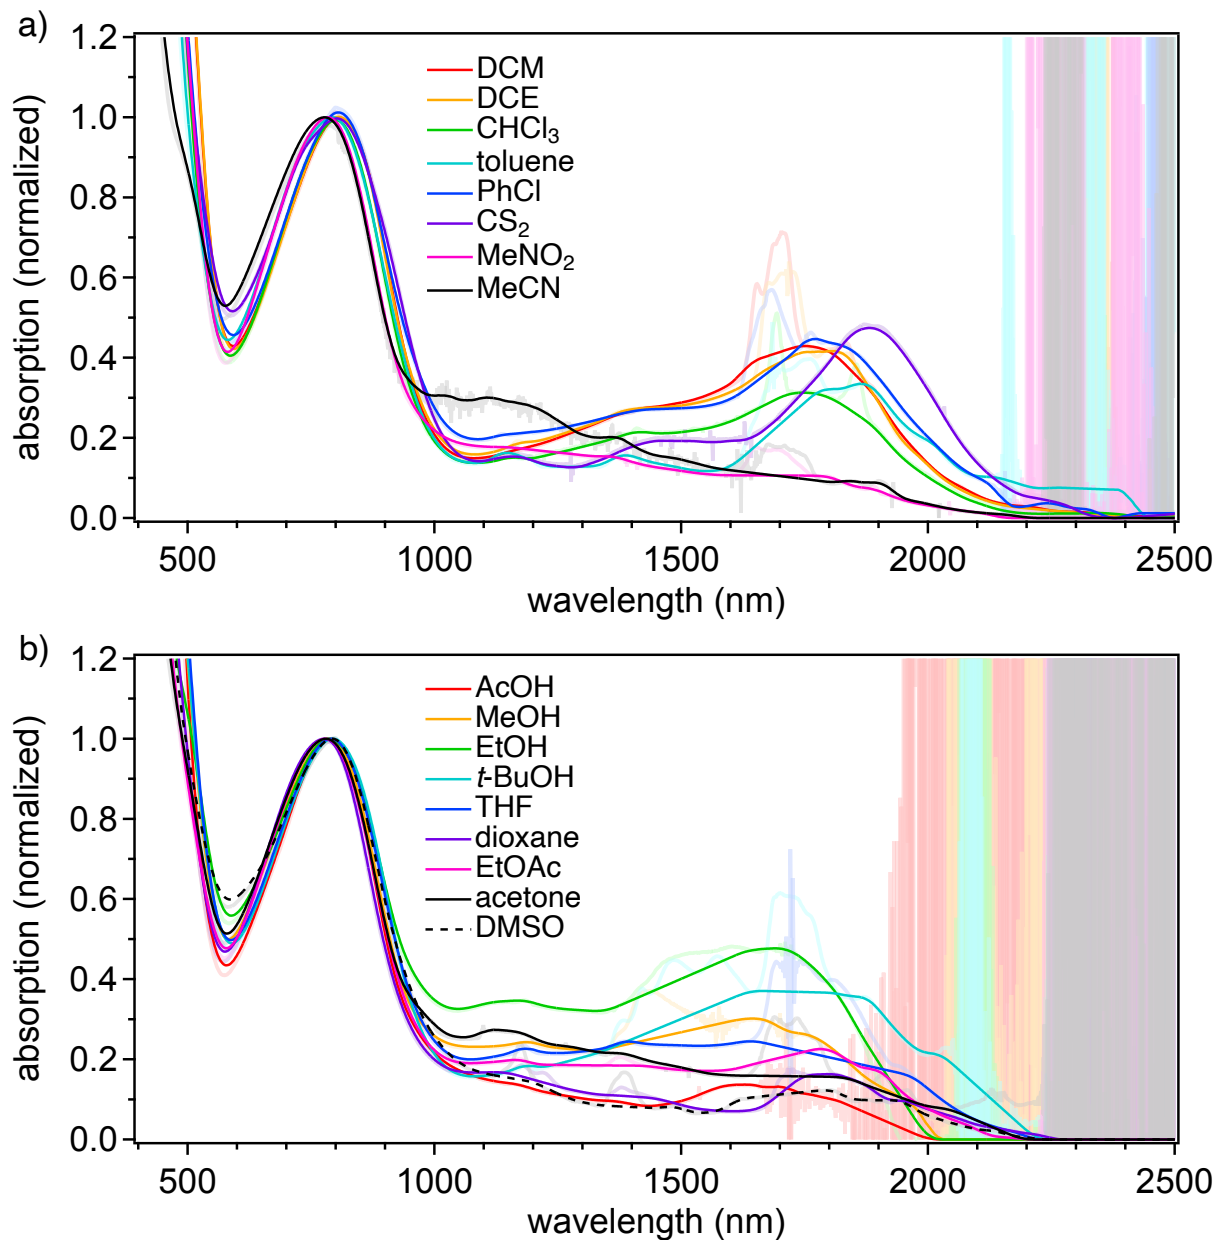 a)
1.2
1.0
0.8
0.6
0.4
0.2
0.0
absorption (normalized)
DCM
DCE
CHCl₃
toluene
PhCl
CS₂
MeNO₂
MeCN
500 1000 1500 2000 2500
wavelength (nm)
b)
1.2
1.0
0.8
0.6
0.4
0.2
0.0
absorption (normalized)
AcOH
MeOH
EtOH
t-BuOH
THF
dioxane
EtOAc
acetone
DMSO
500 1000 1500 2000 2500
wavelength (nm)